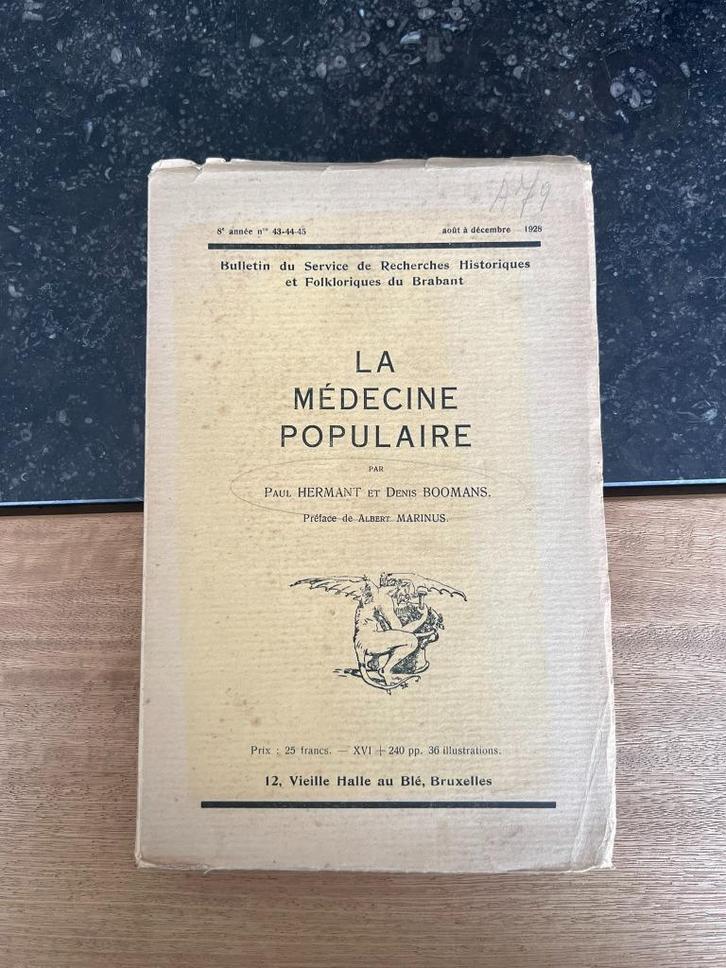 A79
8e année nos 43-44-45 août à décembre 1928
Bulletin du Service de Recherches Historiques
et Folkloriques du Brabant
LA
MÉDECINE
POPULAIRE
PAR
PAUL HERMANT ET DENIS BOOMANS.
Préface de ALBERT MARINUS.
Prix : 25 francs. — XVI + 240 pp. 36 illustrations.
12, Vieille Halle au Blé, Bruxelles